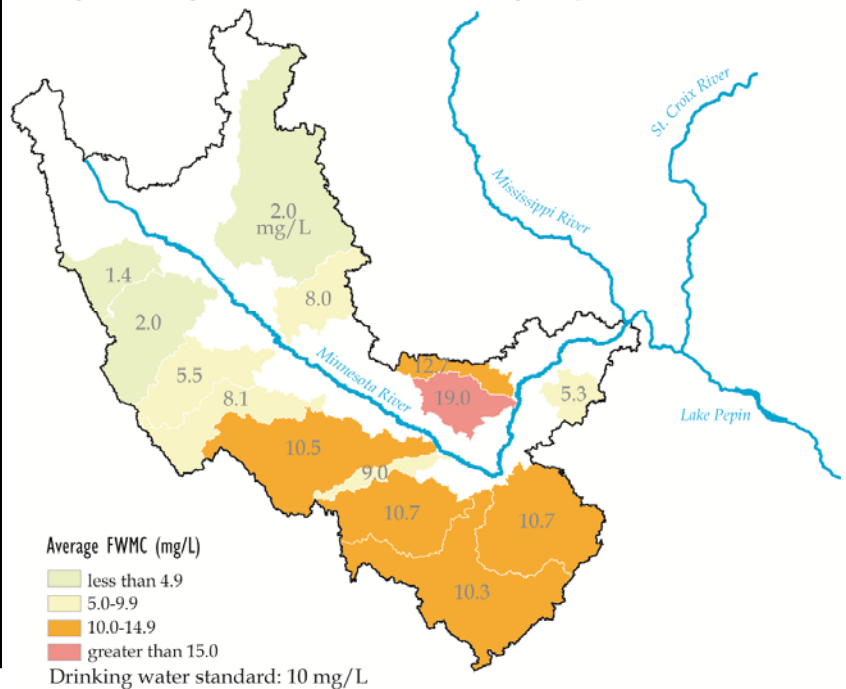 St. Croix River
Mississippi River
2.0
mg/L
1.4
8.0
2.0
Minnesota River
12.7
5.5
19.0
5.3
8.1
Lake Pepin
10.5
9.0
10.7
10.7
10.3
Average FWMC (mg/L)
less than 4.9
5.0-9.9
10.0-14.9
greater than 15.0
Drinking water standard: 10 mg/L